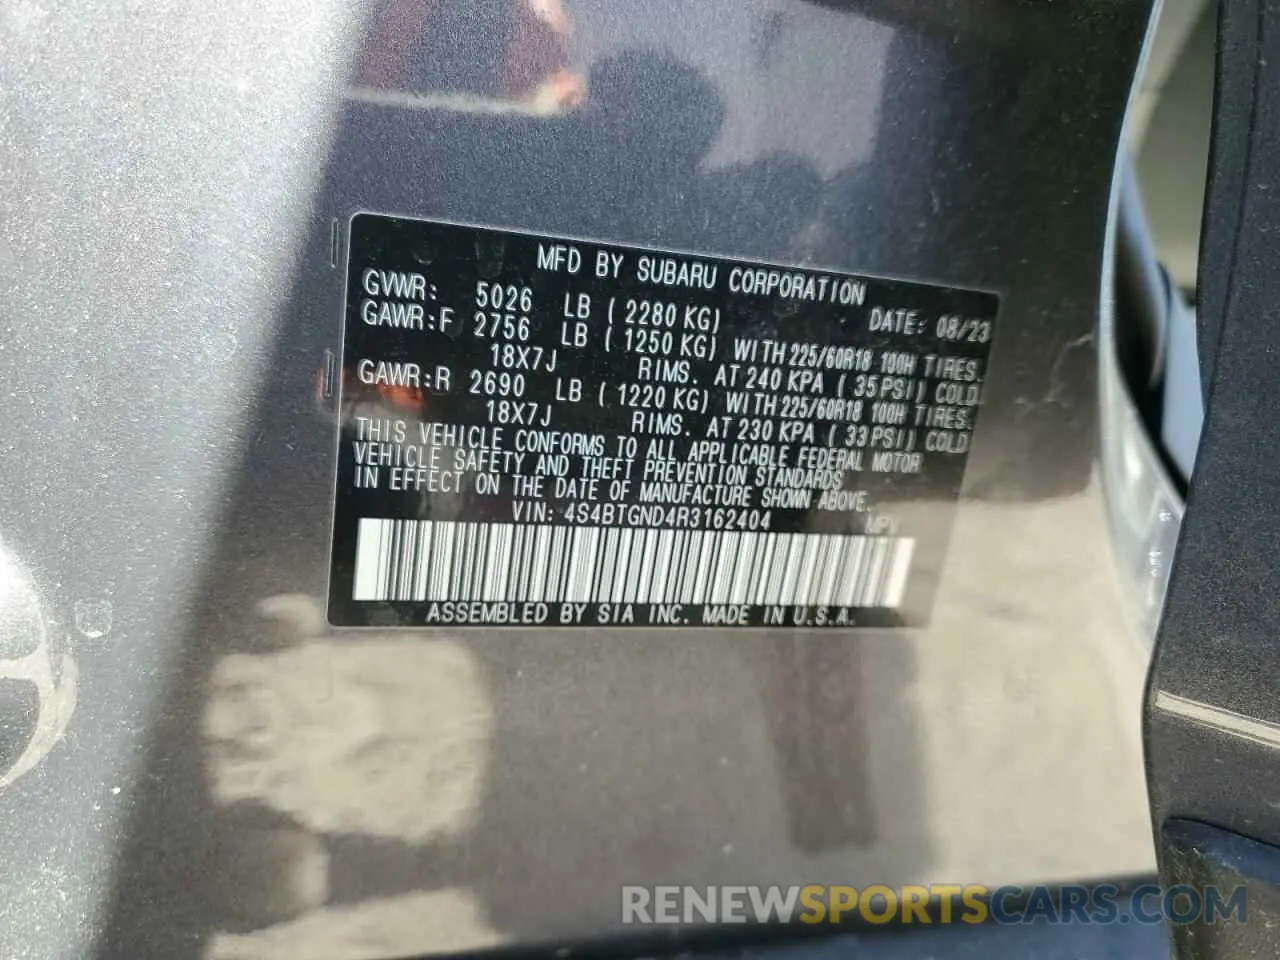 MFD BY SUBARU CORPORATION
GVWR: 5026 LB ( 2280 KG) DATE: 08/23
GAWR:F 2756 LB ( 1250 KG) WITH 225/60R18 100H TIRES.
18X7J RIMS. AT 240 KPA ( 35PSI) COLD
GAWR:R 2690 LB ( 1220 KG) WITH 225/60R18 100H TIRES.
18X7J RIMS. AT 230 KPA ( 33PSI) COLD
THIS VEHICLE CONFORMS TO ALL APPLICABLE FEDERAL MOTOR
VEHICLE SAFETY AND THEFT PREVENTION STANDARDS
IN EFFECT ON THE DATE OF MANUFACTURE SHOWN ABOVE.
VIN: 4S4BTGND4R3162404 MPV
ASSEMBLED BY SIA INC. MADE IN U.S.A.
RENEWSPORTSCARS.COM